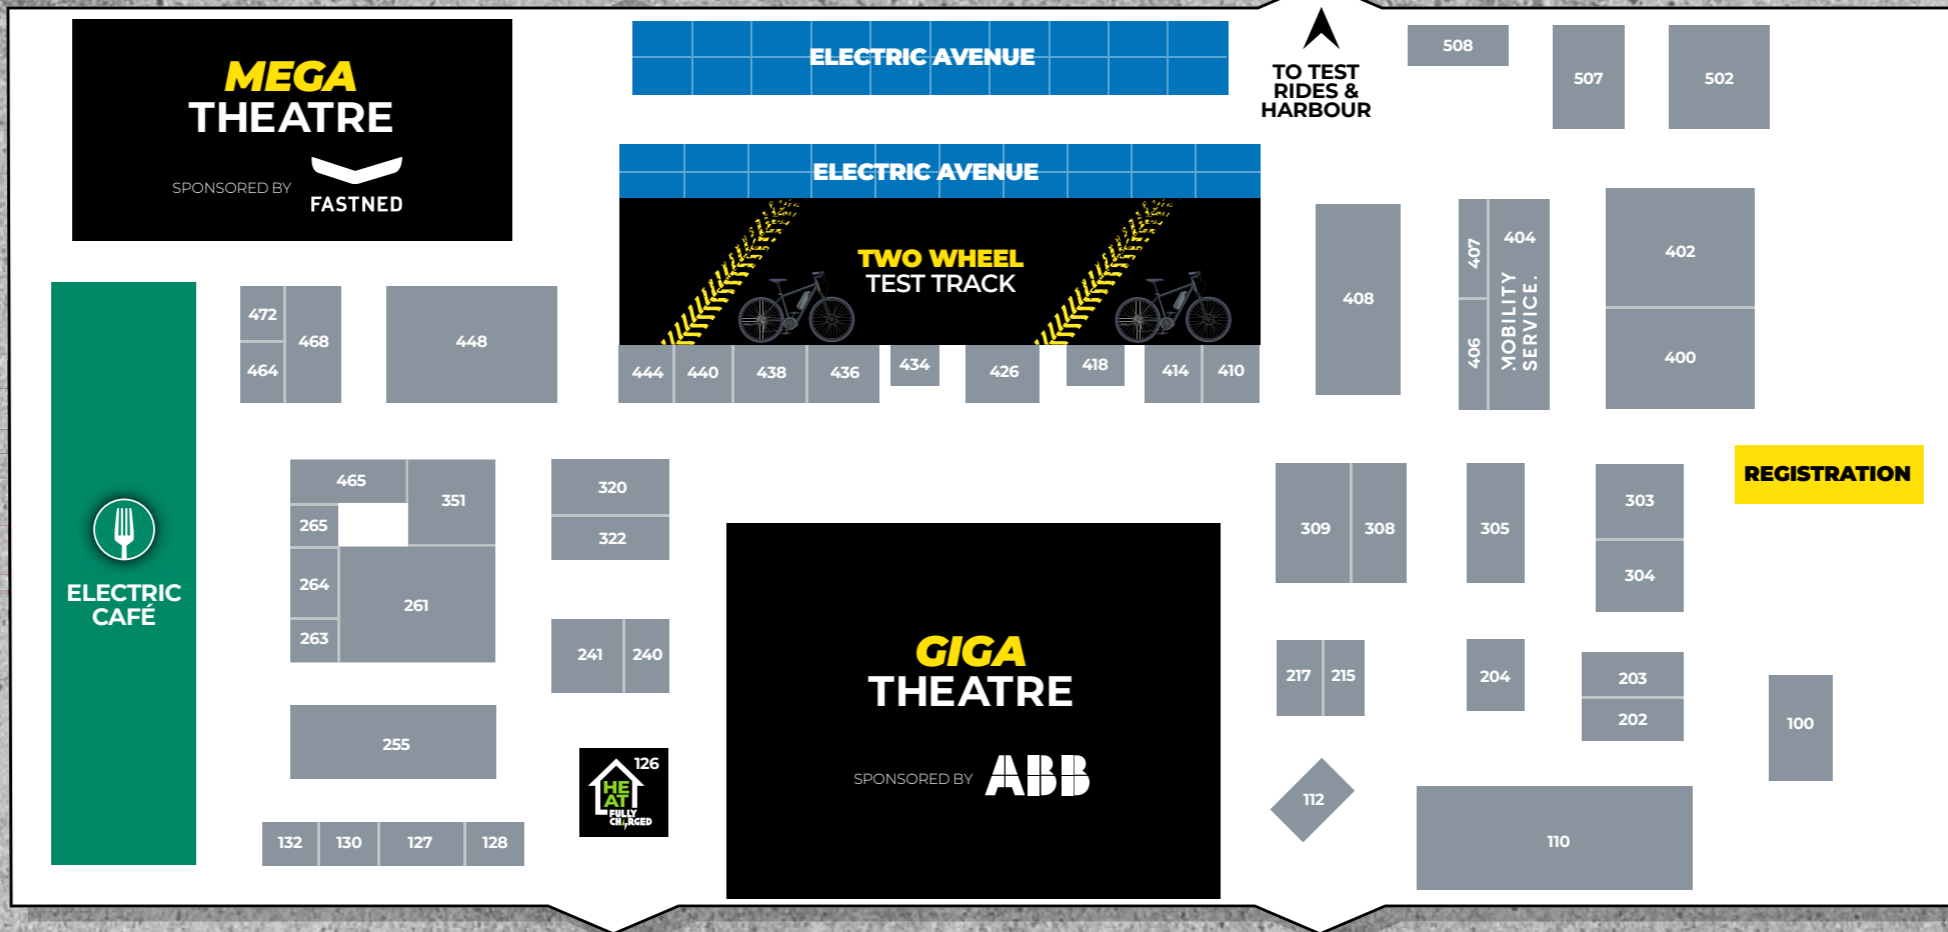 MEGA
THEATRE
SPONSORED BY
FASTNED
ELECTRIC AVENUE
TO TEST
RIDES &
HARBOUR
508
507
502
ELECTRIC AVENUE
TWO WHEEL
TEST TRACK
408
407
406
404
MOBILITY
SERVICE.
402
400
472
464
468
448
444
440
438
436
434
426
418
414
410
REGISTRATION
ELECTRIC
CAFÉ
465
351
265
264
263
261
320
322
309
308
305
303
304
241
240
GIGA
THEATRE
SPONSORED BY
ABB
217
215
204
203
202
100
255
126
HE
AT
FULLY
CHARGED
112
110
132
130
127
128